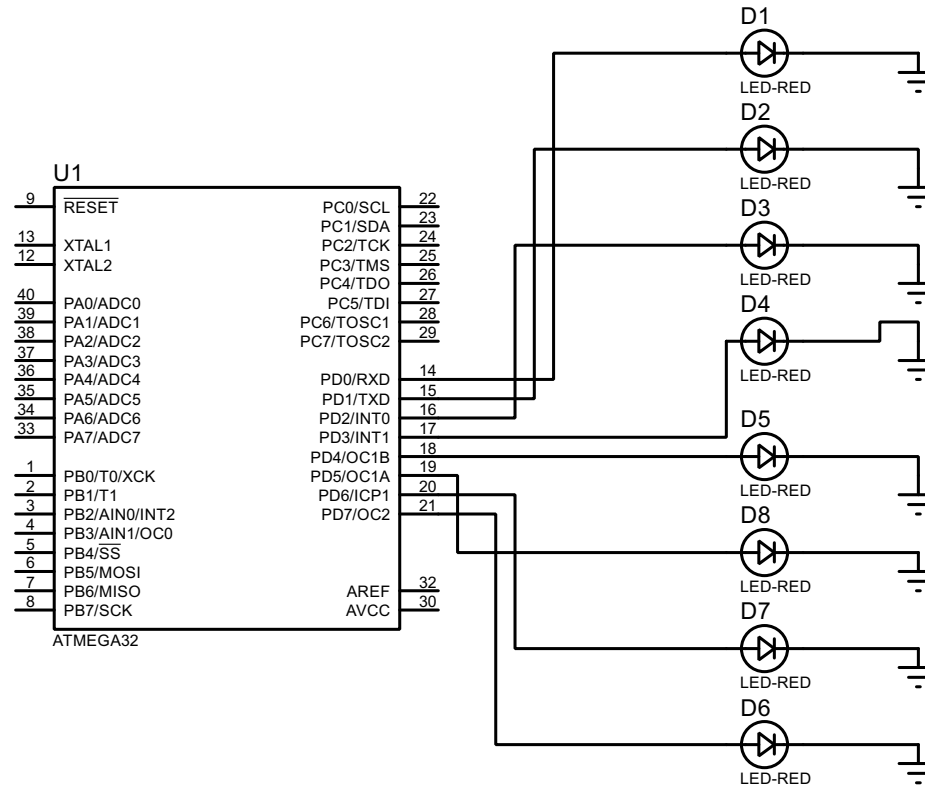 U1
9 RESET
13 XTAL1
12 XTAL2
40 PA0/ADC0
39 PA1/ADC1
38 PA2/ADC2
37 PA3/ADC3
36 PA4/ADC4
35 PA5/ADC5
34 PA6/ADC6
33 PA7/ADC7
1 PB0/T0/XCK
2 PB1/T1
3 PB2/AIN0/INT2
4 PB3/AIN1/OC0
5 PB4/SS
6 PB5/MOSI
7 PB6/MISO
8 PB7/SCK
PC0/SCL 22
PC1/SDA 23
PC2/TCK 24
PC3/TMS 25
PC4/TDO 26
PC5/TDI 27
PC6/TOSC1 28
PC7/TOSC2 29
PD0/RXD 14
PD1/TXD 15
PD2/INT0 16
PD3/INT1 17
PD4/OC1B 18
PD5/OC1A 19
PD6/ICP1 20
PD7/OC2 21
AREF 32
AVCC 30
ATMEGA32
D1
LED-RED
D2
LED-RED
D3
LED-RED
D4
LED-RED
D5
LED-RED
D8
LED-RED
D7
LED-RED
D6
LED-RED